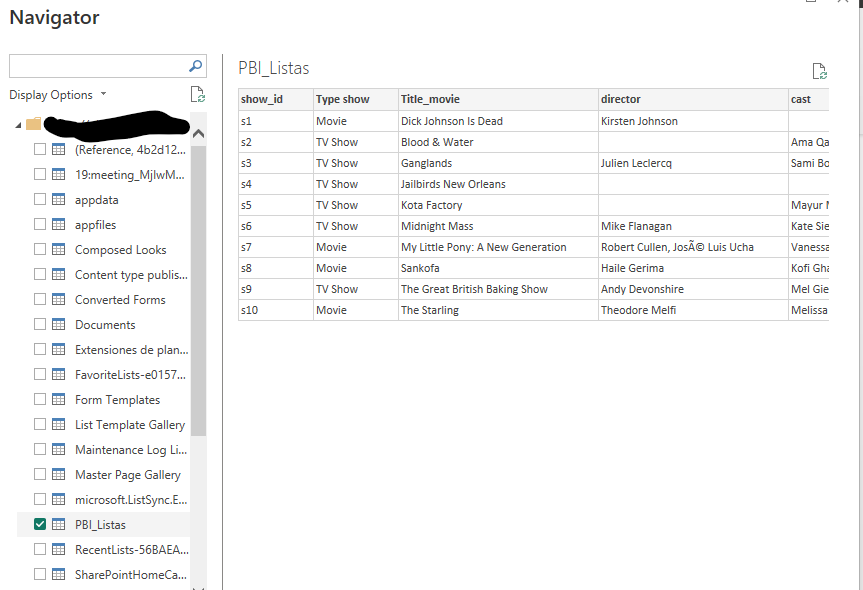 Navigator
Display Options
(Reference, 4b2d12...
19:meeting_MjIwM...
appdata
appfiles
Composed Looks
Content type publis...
Converted Forms
Documents
Extensiones de plan...
FavoriteLists-e0157...
Form Templates
List Template Gallery
Maintenance Log Li...
Master Page Gallery
microsoft.ListSync.E...
PBI_Listas
RecentLists-56BAEA...
SharePointHomeCa...
PBI_Listas
show_id Type show Title_movie director cast
s1 Movie Dick Johnson Is Dead Kirsten Johnson
s2 TV Show Blood & Water Ama Qa
s3 TV Show Ganglands Julien Leclercq Sami Bo
s4 TV Show Jailbirds New Orleans
s5 TV Show Kota Factory Mayur
s6 TV Show Midnight Mass Mike Flanagan Kate Sie
s7 Movie My Little Pony: A New Generation Robert Cullen, JosÃ© Luis Ucha Vanessa
s8 Movie Sankofa Haile Gerima Kofi Gha
s9 TV Show The Great British Baking Show Andy Devonshire Mel Gie
s10 Movie The Starling Theodore Melfi Melissa